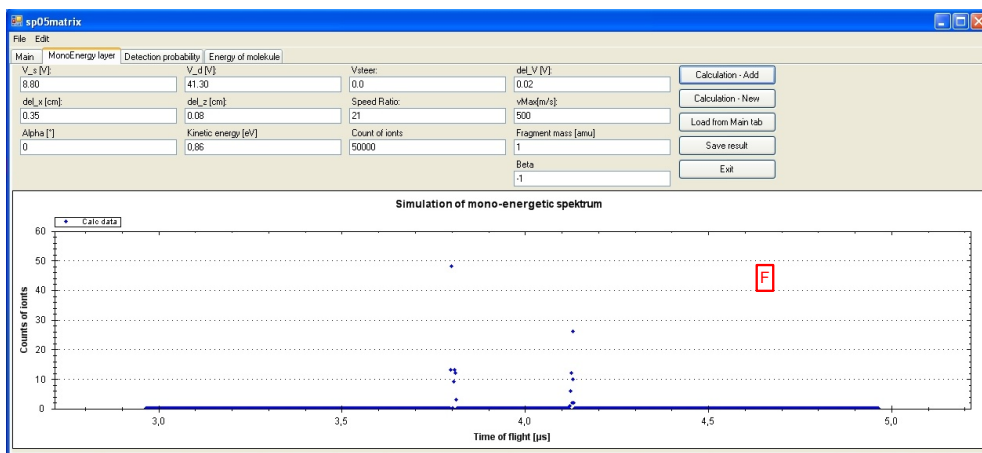 sp05matrix
File Edit
Main MonoEnergy layer Detection probability Energy of molekule
V_s [V]: V_d [V]: Vsteer: del_V [V]: Calculation - Add
8.80 41.30 0.0 0.02
del_x [cm]: del_z [cm]: Speed Ratio: vMax[m/s]: Calculation - New
0.35 0.08 21 500 Load from Main tab
Alpha [°] Kinetic energy [eV] Count of ionts Fragment mass [amu]
0 0,86 50000 1 Save result
Beta Exit
-1
Simulation of mono-energetic spektrum
Calc data
60
50
F
40
30
20
10
0
Counts of ionts
3,0 3,5 4,0 4,5 5,0
Time of flight [µs]